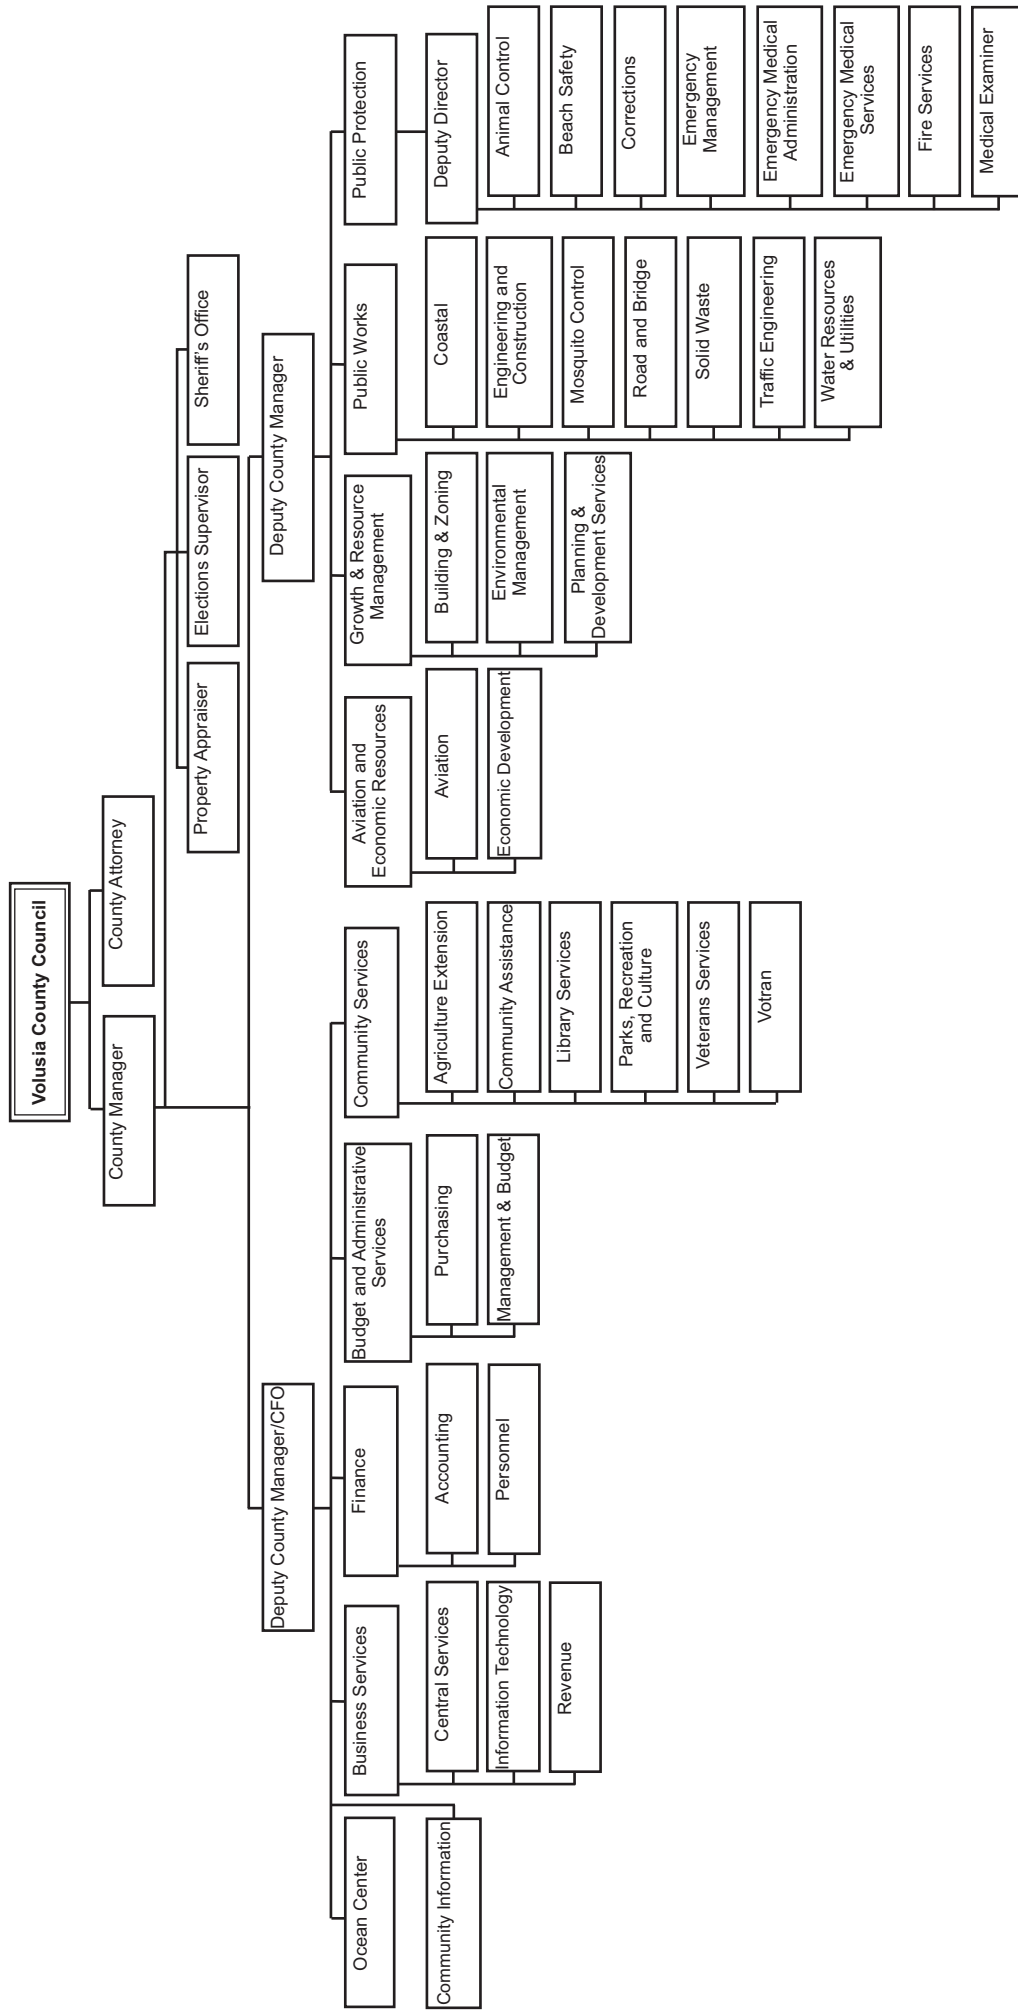 Volusia County Council
County Manager
County Attorney
Property Appraiser
Elections Supervisor
Sheriff's Office
Deputy County Manager/CFO
Deputy County Manager
Ocean Center
Community Information
Business Services
Central Services
Information Technology
Revenue
Finance
Accounting
Personnel
Budget and Administrative
Services
Purchasing
Management & Budget
Community Services
Agriculture Extension
Community Assistance
Library Services
Parks, Recreation
and Culture
Veterans Services
Votran
Aviation and
Economic Resources
Aviation
Economic Development
Growth & Resource
Management
Building & Zoning
Environmental
Management
Planning &
Development Services
Public Works
Coastal
Engineering and
Construction
Mosquito Control
Road and Bridge
Solid Waste
Traffic Engineering
Water Resources
& Utilities
Public Protection
Deputy Director
Animal Control
Beach Safety
Corrections
Emergency
Management
Emergency Medical
Administration
Emergency Medical
Services
Fire Services
Medical Examiner